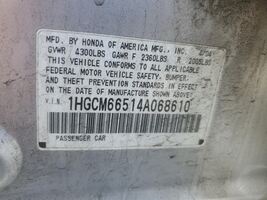 MFD. BY HONDA OF AMERICA MFG., INC. 4/04
GVWR 4300LBS GAWR F 2360LBS R 2005LBS
THIS VEHICLE CONFORMS TO ALL APPLICABLE
FEDERAL MOTOR VEHICLE SAFETY, BUMPER,
AND THEFT PREVENTION STANDARDS IN EFFECT
ON THE DATE OF MANUFACTURE SHOWN ABOVE.
V.I.N. 1HGCM66514A068610
PASSENGER CAR